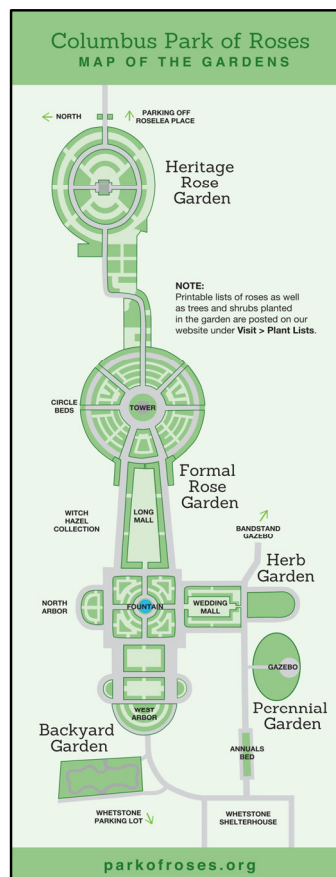 Columbus Park of Roses
MAP OF THE GARDENS
NORTH
PARKING OFF
ROSELEA PLACE
Heritage
Rose
Garden
NOTE:
Printable lists of roses as well
as trees and shrubs planted
in the garden are posted on our
website under Visit > Plant Lists.
CIRCLE
BEDS
TOWER
Formal
Rose
Garden
WITCH
HAZEL
COLLECTION
LONG
MALL
BANDSTAND
GAZEBO
Herb
Garden
NORTH
ARBOR
FOUNTAIN
WEDDING
MALL
GAZEBO
Perennial
Garden
WEST
ARBOR
Backyard
Garden
ANNUALS
BED
WHETSTONE
PARKING LOT
WHETSTONE
SHELTERHOUSE
parkofroses.org